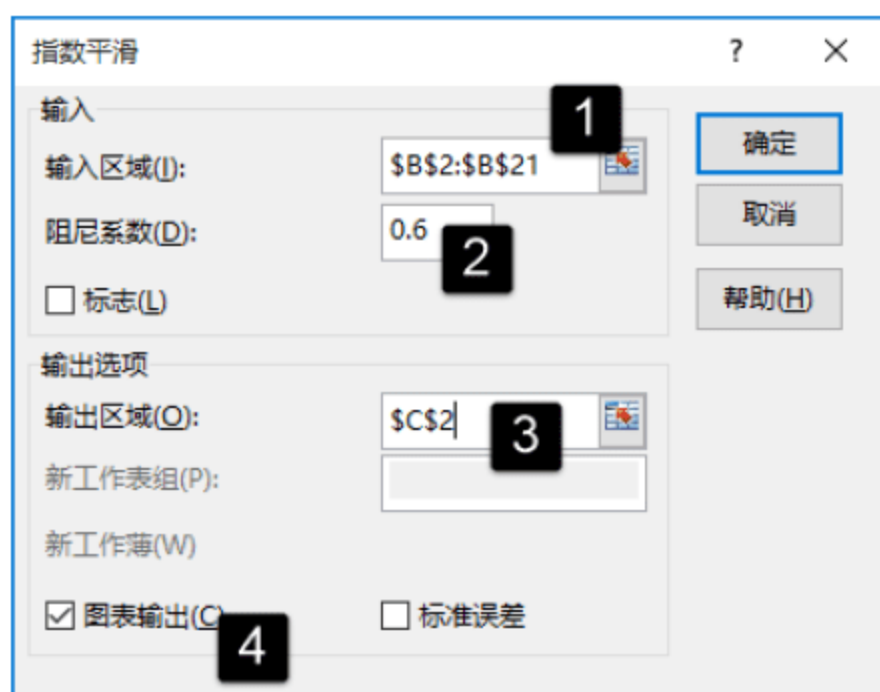 指数平滑 ?
输入
1
输入区域(I): $B$2:$B$21
确定
阻尼系数(D): 0.6
2
取消
标志(L)
帮助(H)
输出选项
输出区域(O): $C$2
3
新工作表组(P):
新工作薄(W)
图表输出(C) 标准误差
4